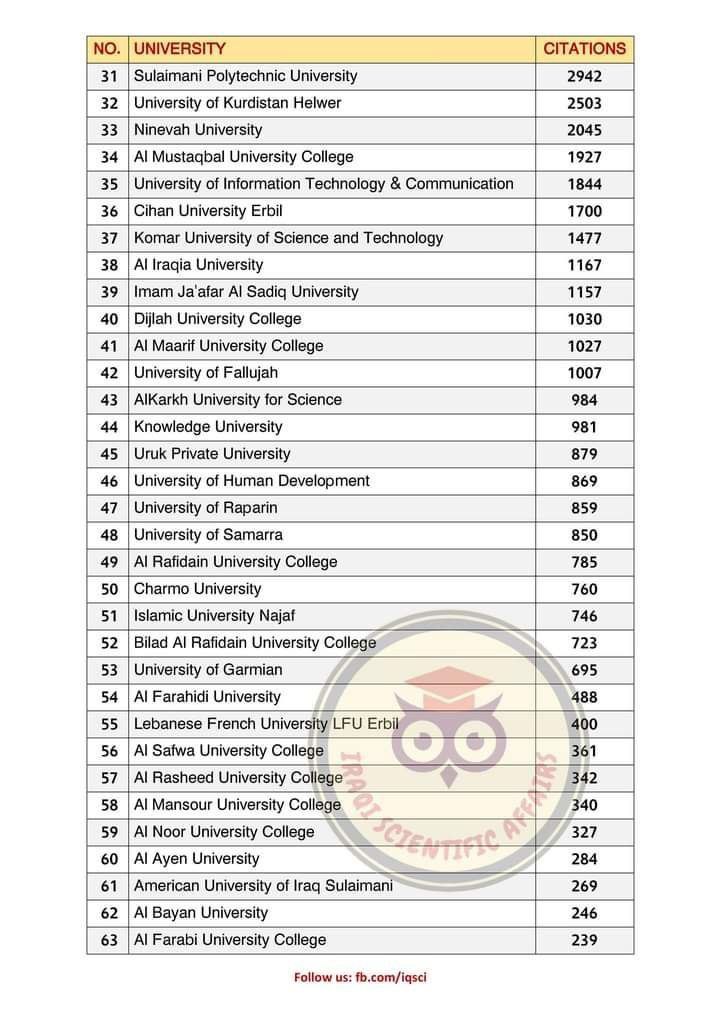 NO. UNIVERSITY CITATIONS
31 Sulaimani Polytechnic University 2942
32 University of Kurdistan Helwer 2503
33 Ninevah University 2045
34 Al Mustaqbal University College 1927
35 University of Information Technology & Communication 1844
36 Cihan University Erbil 1700
37 Komar University of Science and Technology 1477
38 Al Iraqia University 1167
39 Imam Ja'afar Al Sadiq University 1157
40 Dijlah University College 1030
41 Al Maarif University College 1027
42 University of Fallujah 1007
43 AlKarkh University for Science 984
44 Knowledge University 981
45 Uruk Private University 879
46 University of Human Development 869
47 University of Raparin 859
48 University of Samarra 850
49 Al Rafidain University College 785
50 Charmo University 760
51 Islamic University Najaf 746
52 Bilad Al Rafidain University College 723
53 University of Garmian 695
54 Al Farahidi University 488
55 Lebanese French University LFU Erbil 400
56 Al Safwa University College 361
57 Al Rasheed University College 342
58 Al Mansour University College 340
59 Al Noor University College 327
60 Al Ayen University 284
61 American University of Iraq Sulaimani 269
62 Al Bayan University 246
63 Al Farabi University College 239
IRAQI SCIENTIFIC AFFAIRS
Follow us: fb.com/iqsci